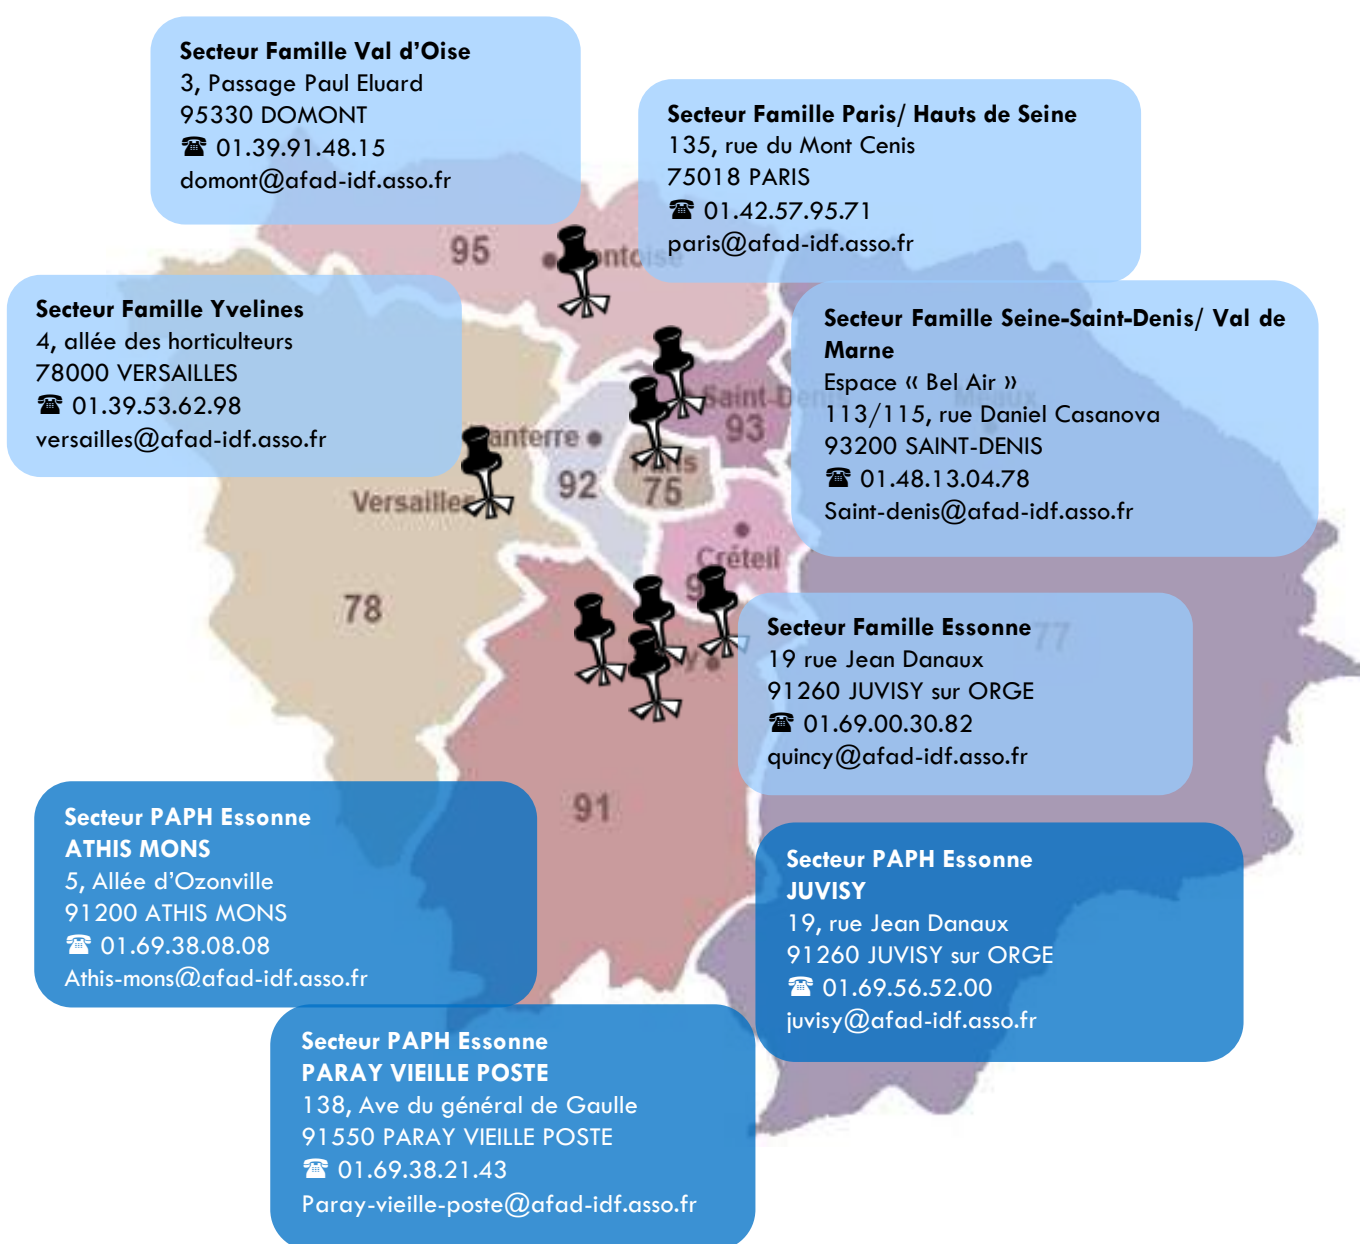 Secteur Famille Val d’Oise
3, Passage Paul Eluard
95330 DOMONT
☎ 01.39.91.48.15
domont@afad-idf.asso.fr
Secteur Famille Paris/ Hauts de Seine
135, rue du Mont Cenis
75018 PARIS
☎ 01.42.57.95.71
paris@afad-idf.asso.fr
95
Secteur Famille Yvelines
4, allée des horticulteurs
78000 VERSAILLES
☎ 01.39.53.62.98
versailles@afad-idf.asso.fr
Secteur Famille Seine-Saint-Denis/ Val de
Marne
Espace « Bel Air »
113/115, rue Daniel Casanova
93200 SAINT-DENIS
☎ 01.48.13.04.78
Saint-denis@afad-idf.asso.fr
Meaux
Saint-Denis
93
Paris
75
92
Versailles
Créteil
78
77
Secteur Famille Essonne
19 rue Jean Danaux
91260 JUVISY sur ORGE
☎ 01.69.00.30.82
quincy@afad-idf.asso.fr
91
Secteur PAPH Essonne
ATHIS MONS
5, Allée d’Ozonville
91200 ATHIS MONS
☎ 01.69.38.08.08
Athis-mons@afad-idf.asso.fr
Secteur PAPH Essonne
JUVISY
19, rue Jean Danaux
91260 JUVISY sur ORGE
☎ 01.69.56.52.00
juvisy@afad-idf.asso.fr
Secteur PAPH Essonne
PARAY VIEILLE POSTE
138, Ave du général de Gaulle
91550 PARAY VIEILLE POSTE
☎ 01.69.38.21.43
Paray-vieille-poste@afad-idf.asso.fr